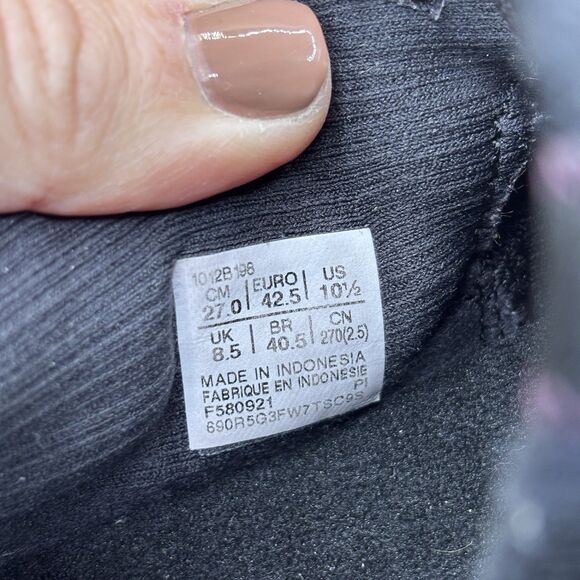 1012B198
CM EURO US
27.0 42.5 10½
UK BR CN
8.5 40.5 270(2.5)
MADE IN INDONESIA
FABRIQUE EN INDONESIE
F580921 PI
690R5G3FW7TSC9S